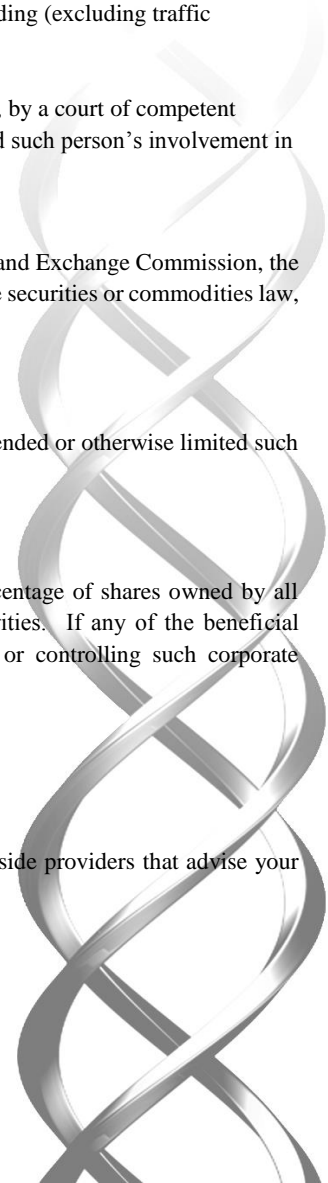 ding (excluding traffic
, by a court of competent
d such person’s involvement in
and Exchange Commission, the
e securities or commodities law,
ended or otherwise limited such
centage of shares owned by all
rities. If any of the beneficial
or controlling such corporate
side providers that advise your